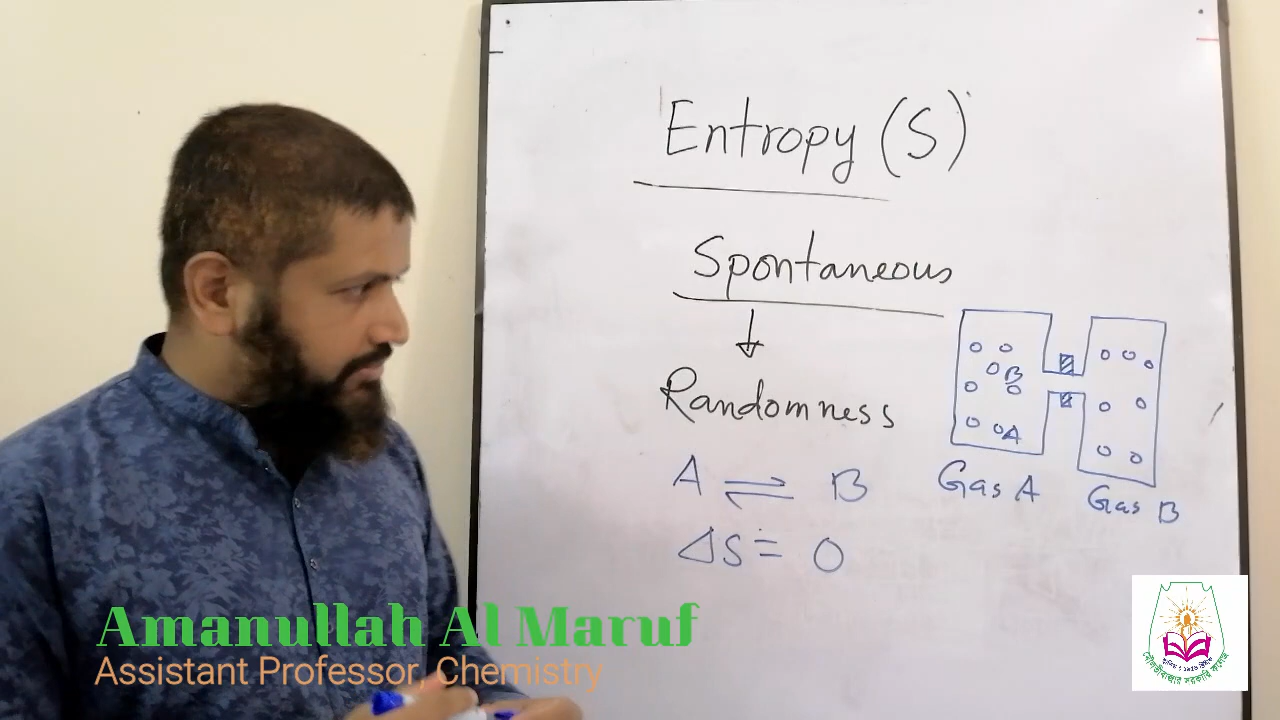 Entropy (S)
Spontaneous
↓
Randomness
A ⇌ B
ΔS = 0
B
A
Gas A
Gas B
Amanullah Al Maruf
Assistant Professor, Chemistry